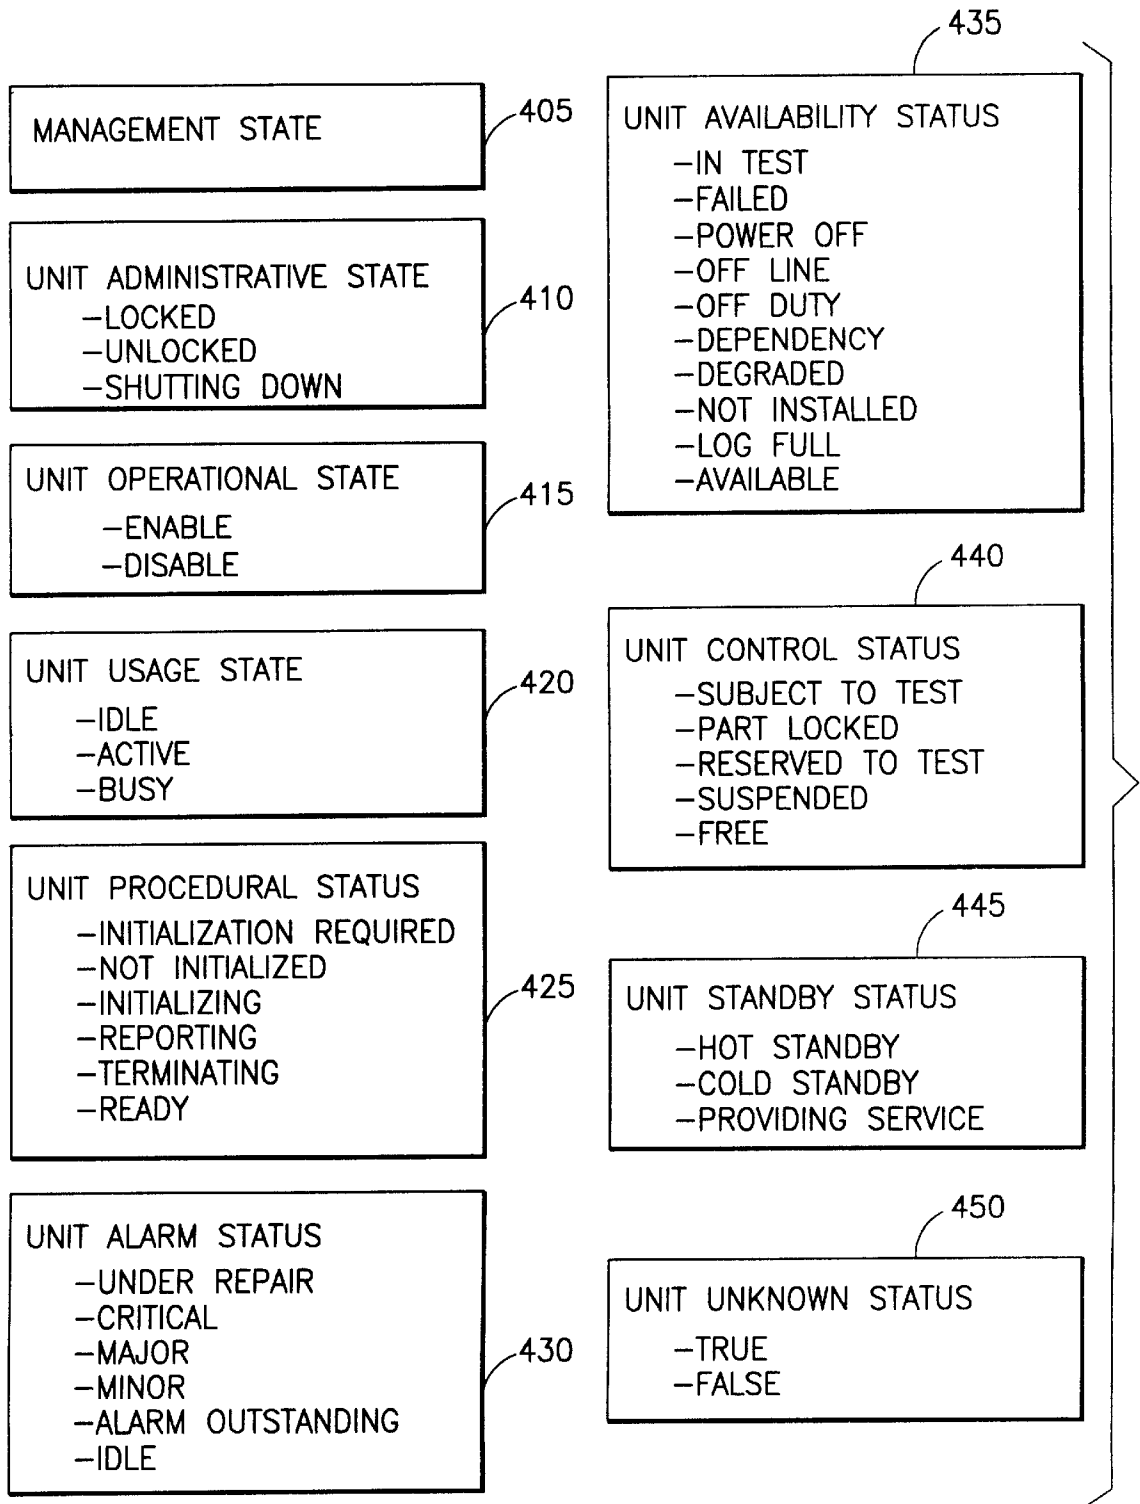 MANAGEMENT STATE
405
UNIT ADMINISTRATIVE STATE
-LOCKED
-UNLOCKED
-SHUTTING DOWN
410
UNIT OPERATIONAL STATE
-ENABLE
-DISABLE
415
UNIT USAGE STATE
-IDLE
-ACTIVE
-BUSY
420
UNIT PROCEDURAL STATUS
-INITIALIZATION REQUIRED
-NOT INITIALIZED
-INITIALIZING
-REPORTING
-TERMINATING
-READY
425
UNIT ALARM STATUS
-UNDER REPAIR
-CRITICAL
-MAJOR
-MINOR
-ALARM OUTSTANDING
-IDLE
430
435
UNIT AVAILABILITY STATUS
-IN TEST
-FAILED
-POWER OFF
-OFF LINE
-OFF DUTY
-DEPENDENCY
-DEGRADED
-NOT INSTALLED
-LOG FULL
-AVAILABLE
440
UNIT CONTROL STATUS
-SUBJECT TO TEST
-PART LOCKED
-RESERVED TO TEST
-SUSPENDED
-FREE
445
UNIT STANDBY STATUS
-HOT STANDBY
-COLD STANDBY
-PROVIDING SERVICE
450
UNIT UNKNOWN STATUS
-TRUE
-FALSE